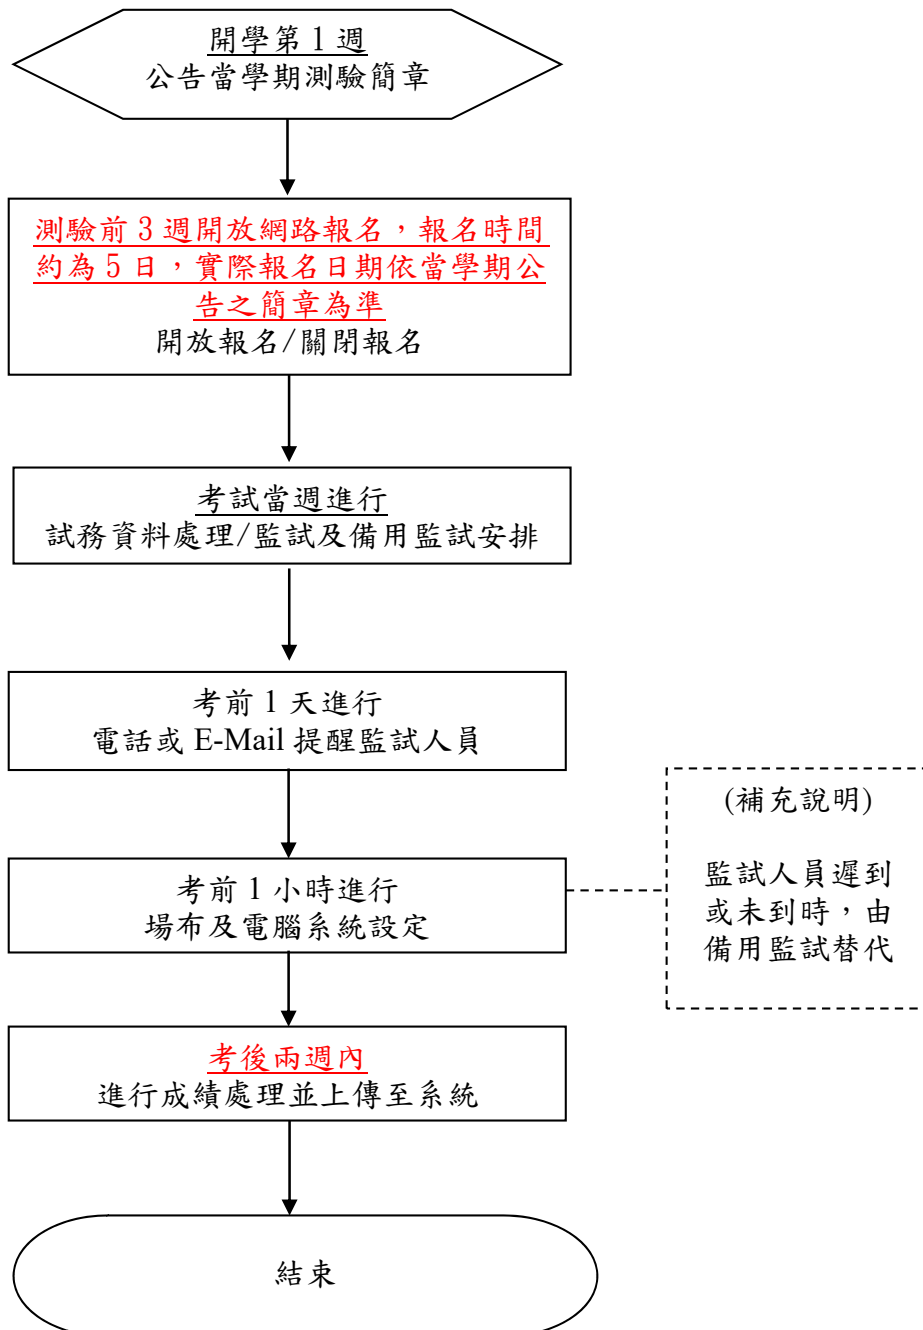 開學第 1 週
公告當學期測驗簡章
測驗前 3 週開放網路報名，報名時間
約為 5 日，實際報名日期依當學期公
告之簡章為準
開放報名/關閉報名
考試當週進行
試務資料處理/監試及備用監試安排
考前 1 天進行
電話或 E-Mail 提醒監試人員
(補充說明)
監試人員遲到
或未到時，由
備用監試替代
考前 1 小時進行
場布及電腦系統設定
考後兩週內
進行成績處理並上傳至系統
結束